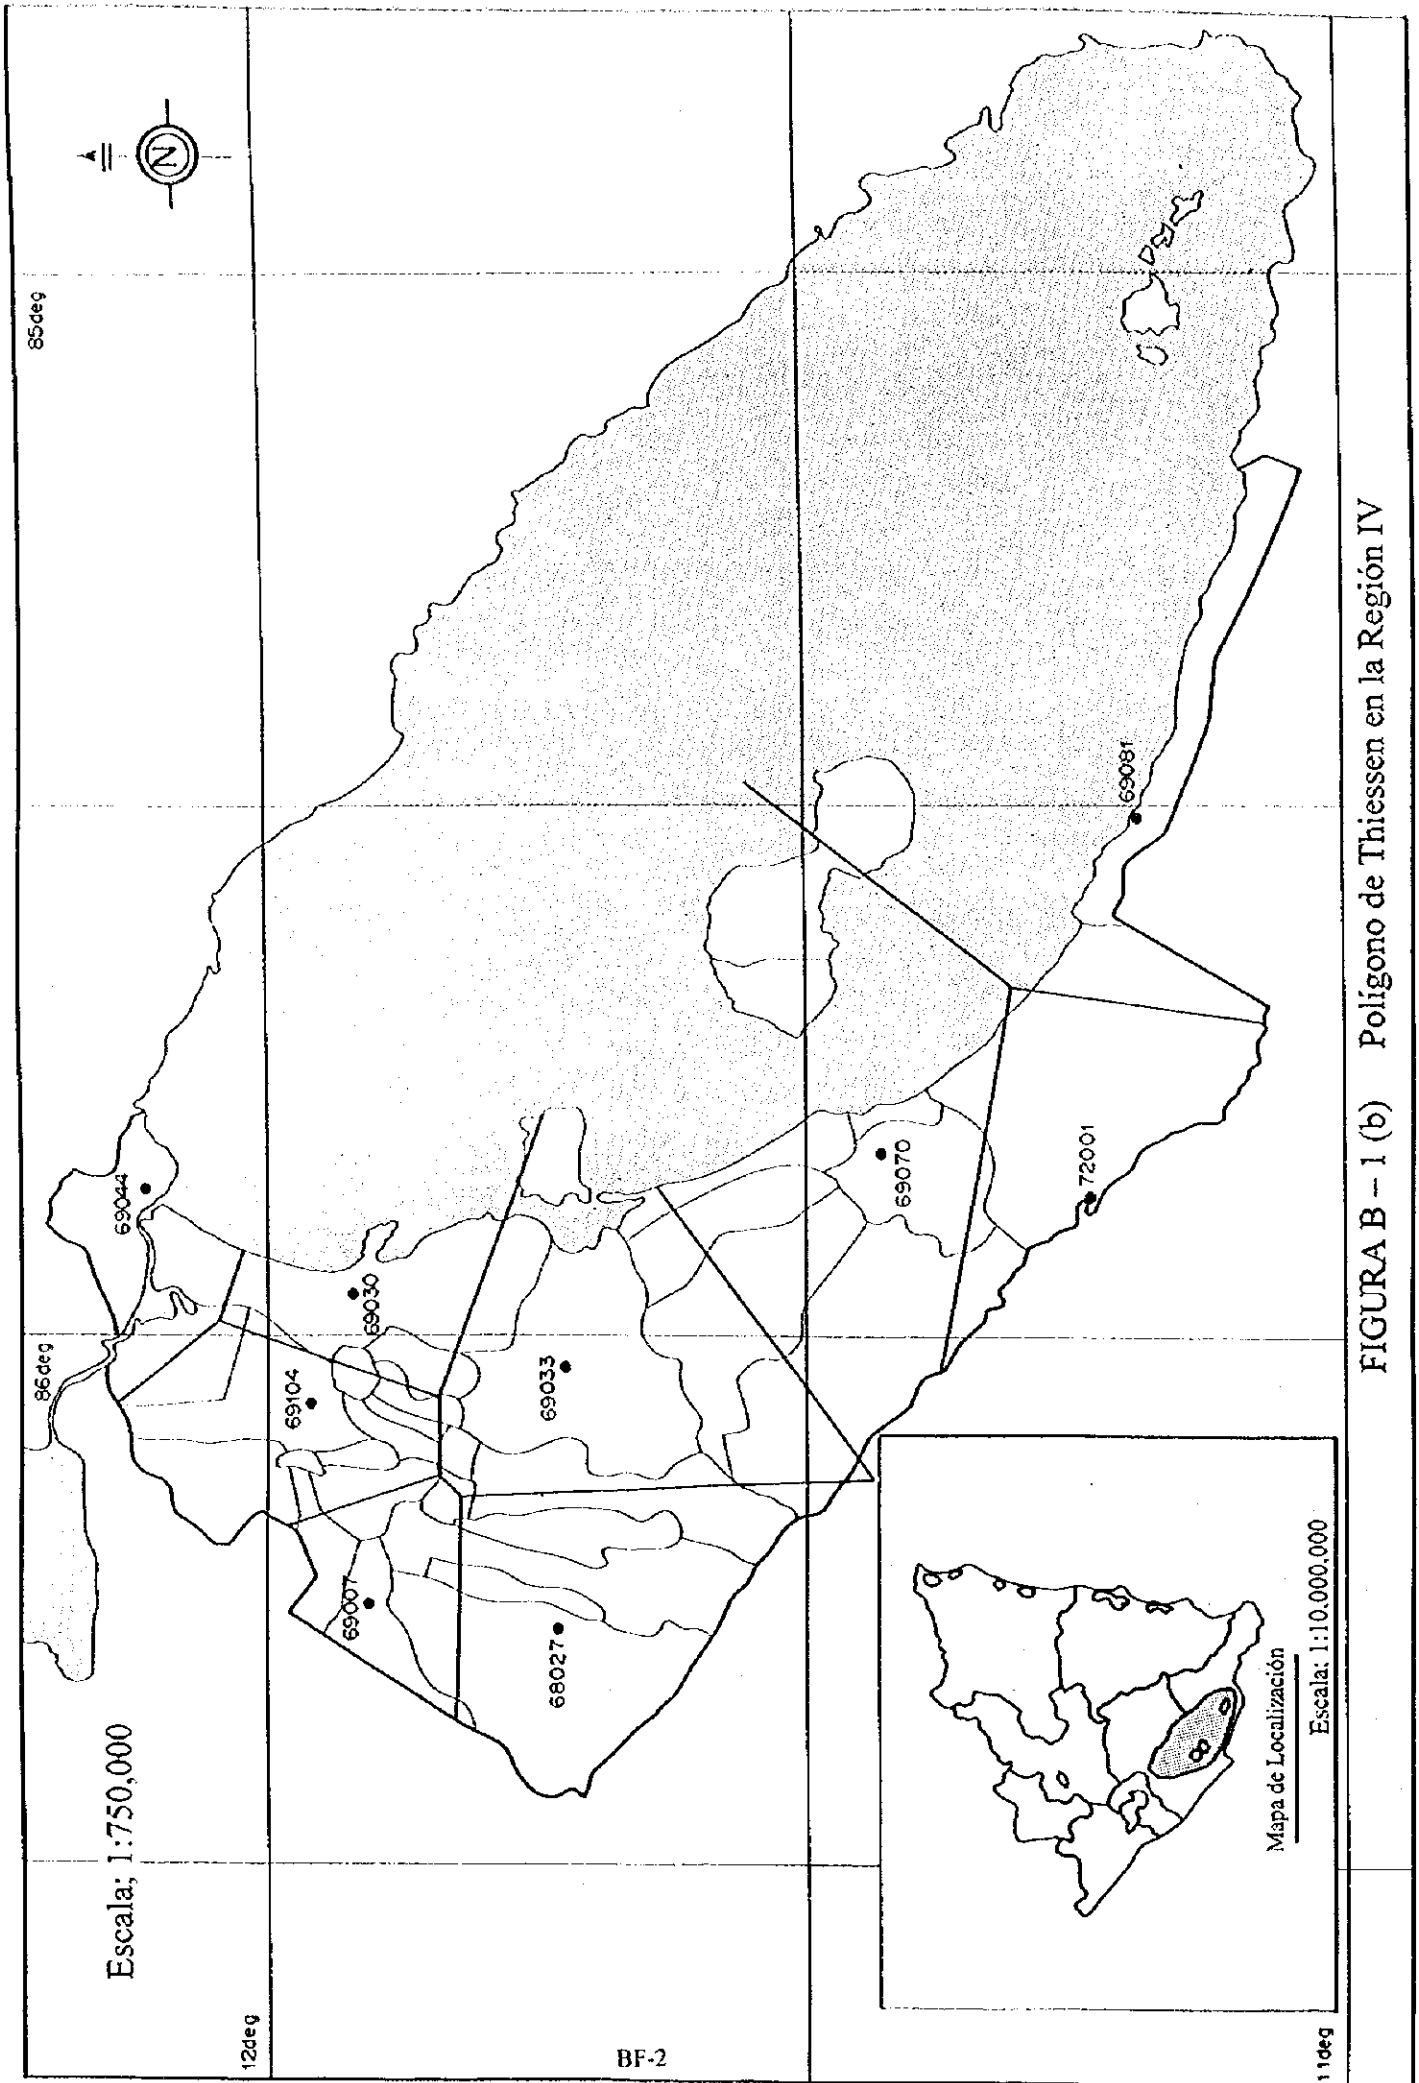 Escala; 1:750,000
86deg
85deg
N
12deg
69044
69030
69104
69007
69033
68027
69070
72001
69081
Mapa de Localización
Escala: 1:10.000,000
11deg
FIGURA B – 1 (b) Polígono de Thiessen en la Región IV
BF-2